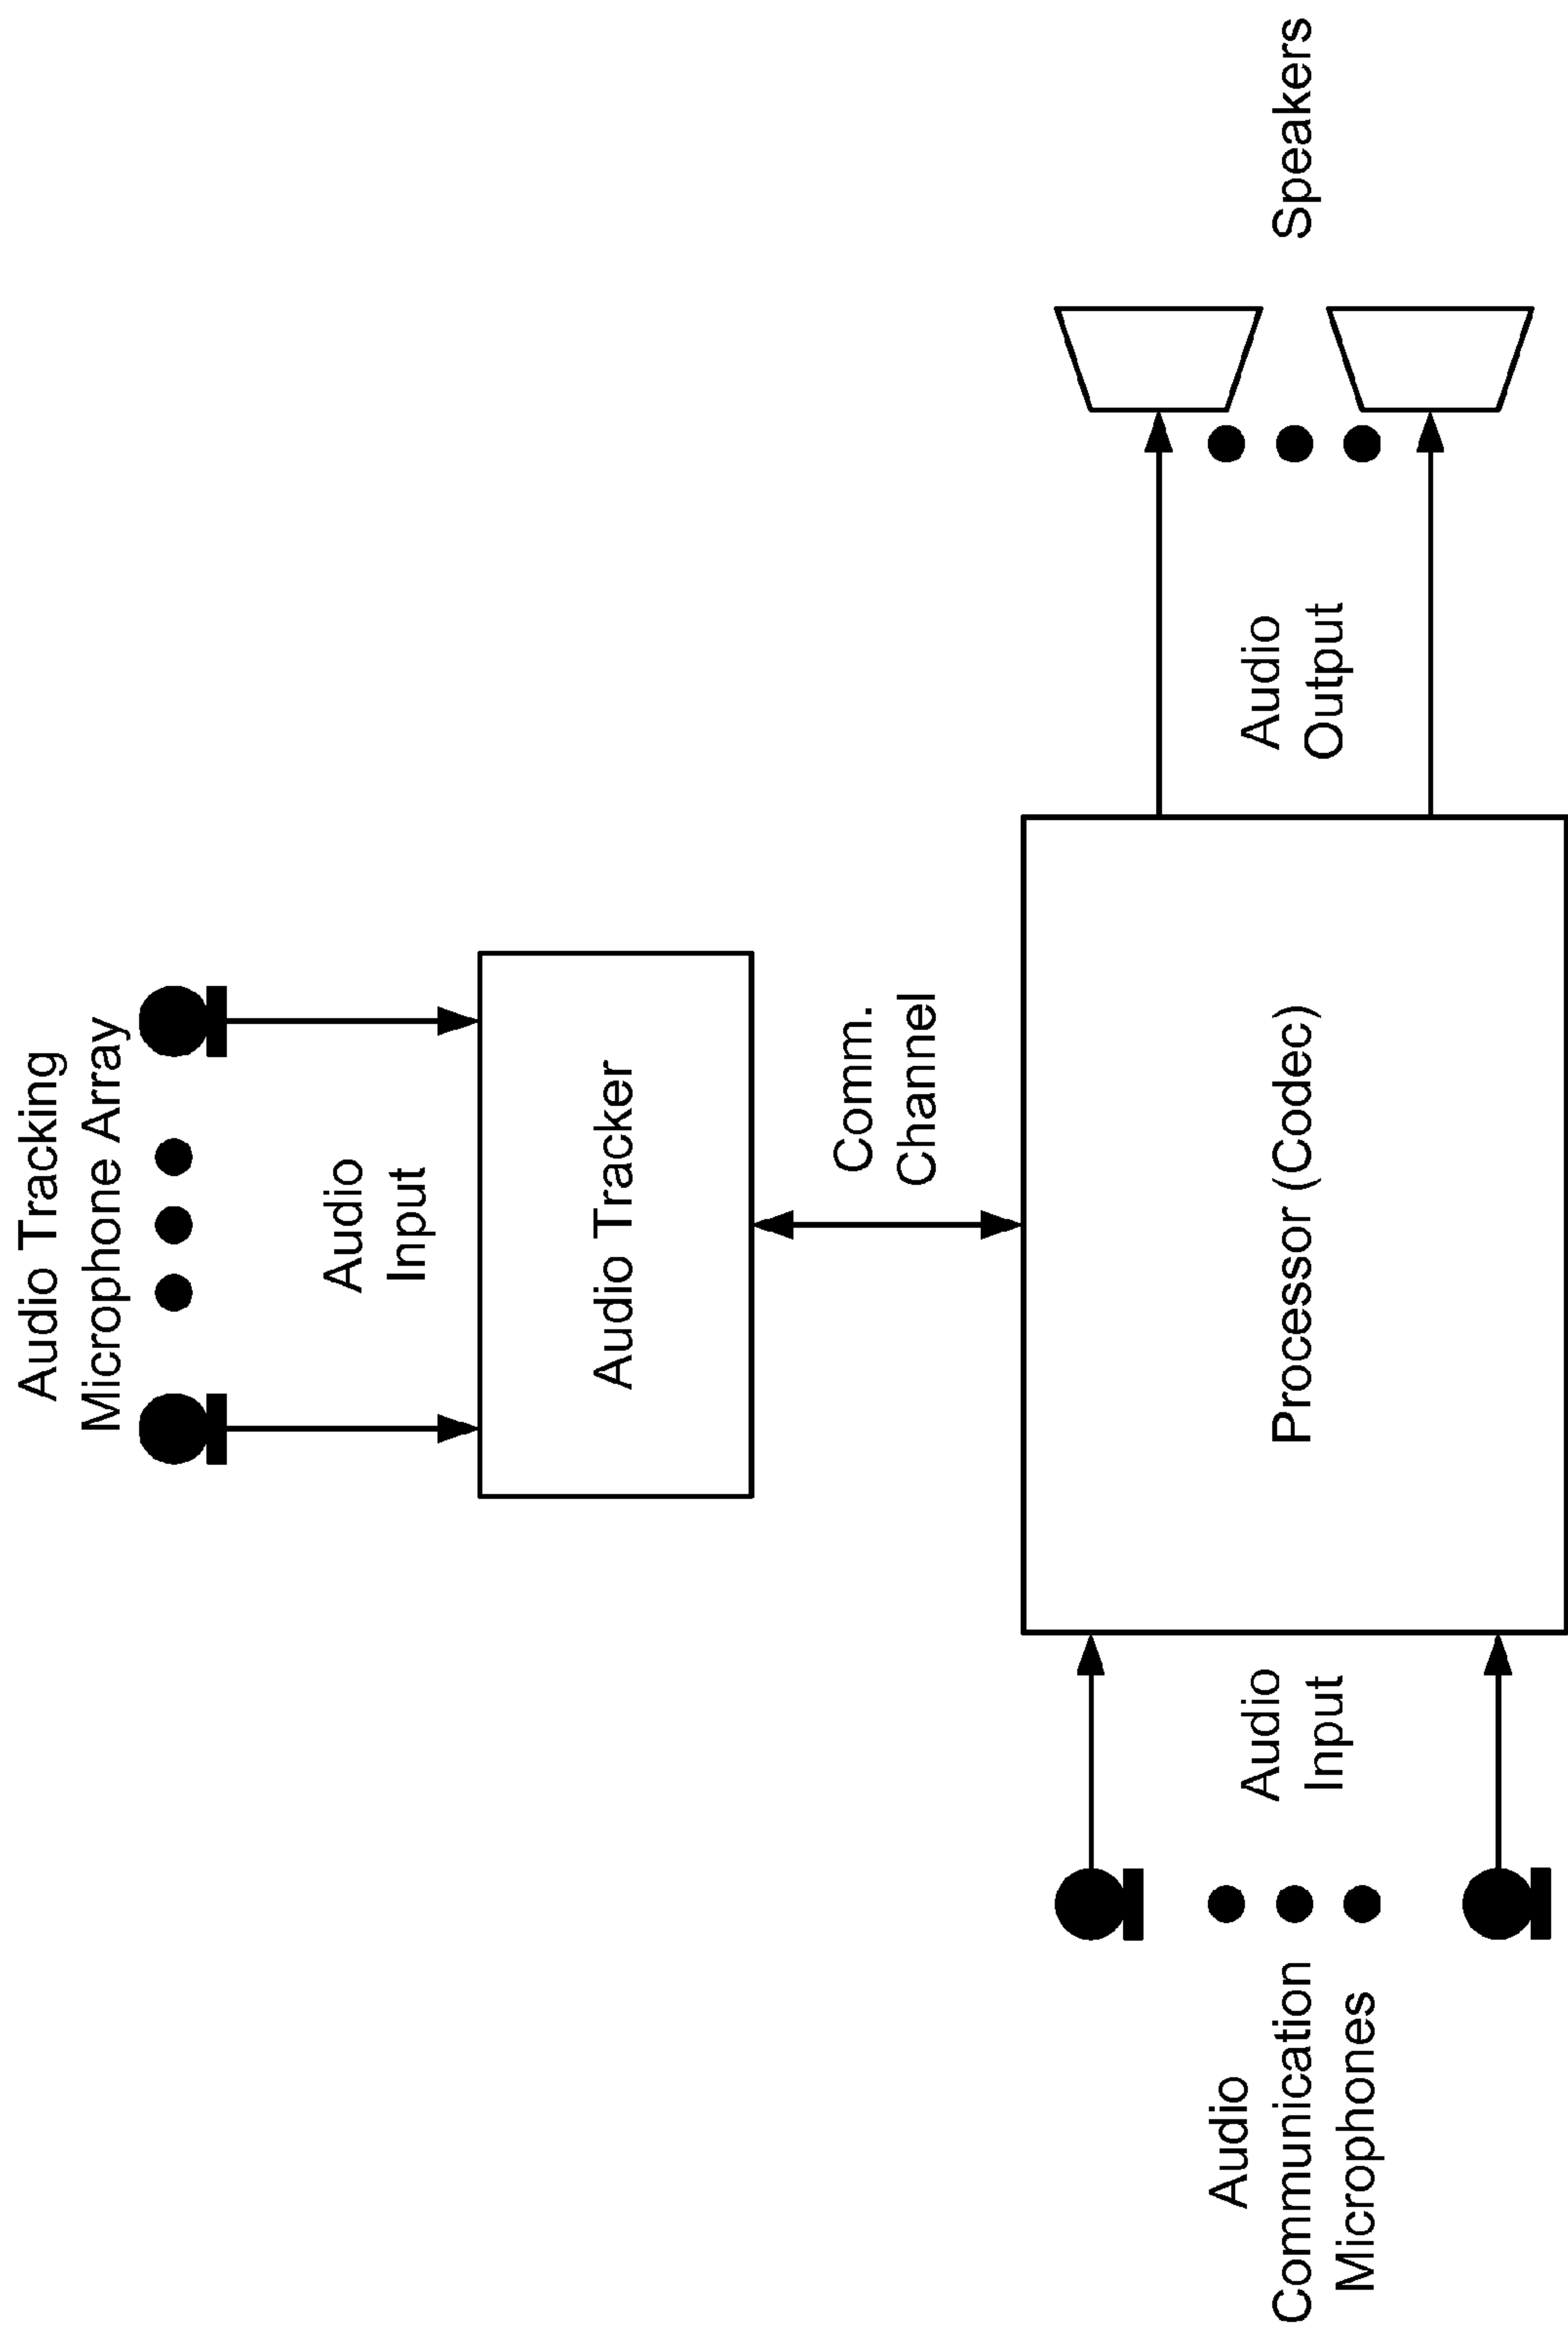 Audio Tracking
Microphone Array
Audio
Input
Audio Tracker
Comm.
Channel
Audio
Communication
Microphones
Audio
Input
Processor (Codec)
Audio
Output
Speakers